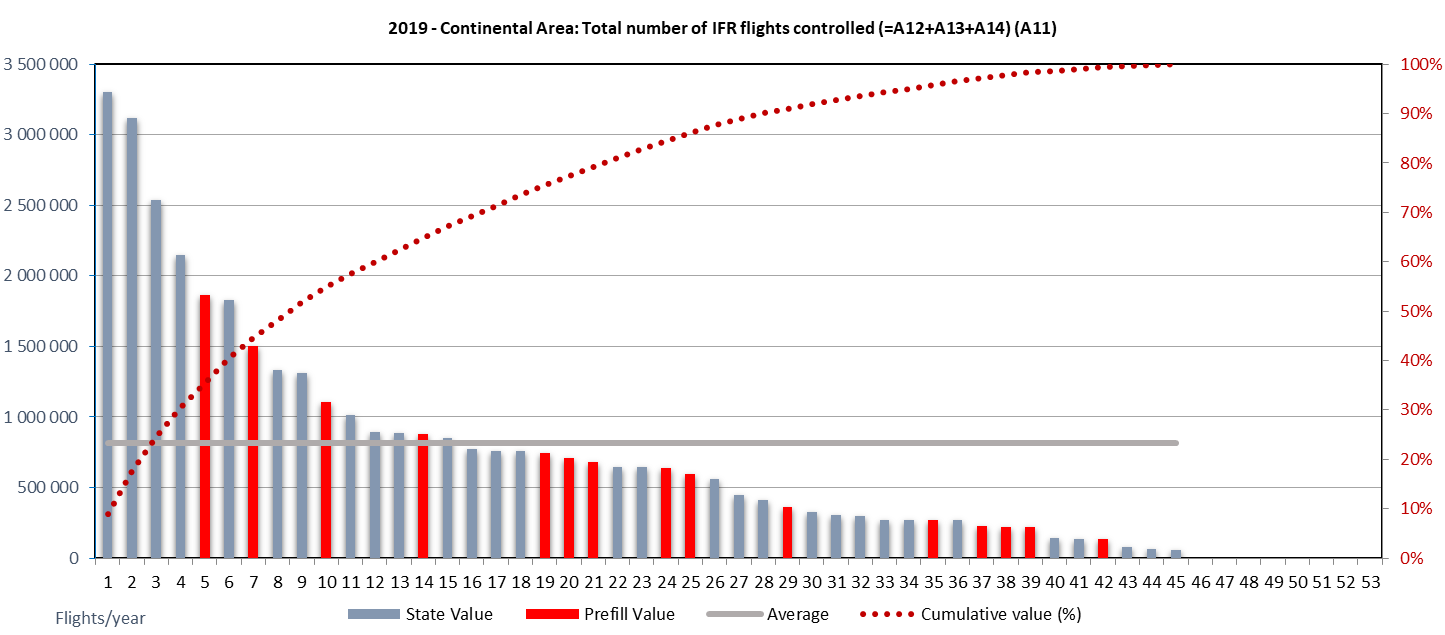 2019 - Continental Area: Total number of IFR flights controlled (=A12+A13+A14) (A11)
3 500 000 100%
90%
3 000 000
80%
2 500 000
70%
2 000 000 60%
50%
1 500 000
40%
1 000 000 30%
20%
500 000
10%
0 0%
1 2 3 4 5 6 7 8 9 10 11 12 13 14 15 16 17 18 19 20 21 22 23 24 25 26 27 28 29 30 31 32 33 34 35 36 37 38 39 40 41 42 43 44 45 46 47 48 49 50 51 52 53
Flights/year State Value Prefill Value Average Cumulative value (%)